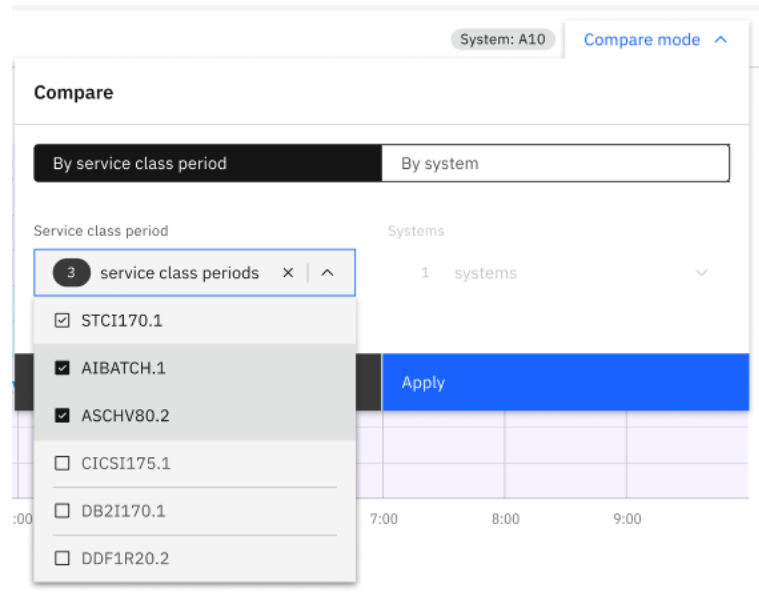 System: A10
Compare mode
Compare
By service class period
By system
Service class period
Systems
3 service class periods
1 systems
STCI170.1
AIBATCH.1
Apply
ASCHV80.2
CICSI175.1
DB2I170.1
:00
7:00
8:00
9:00
DDF1R20.2